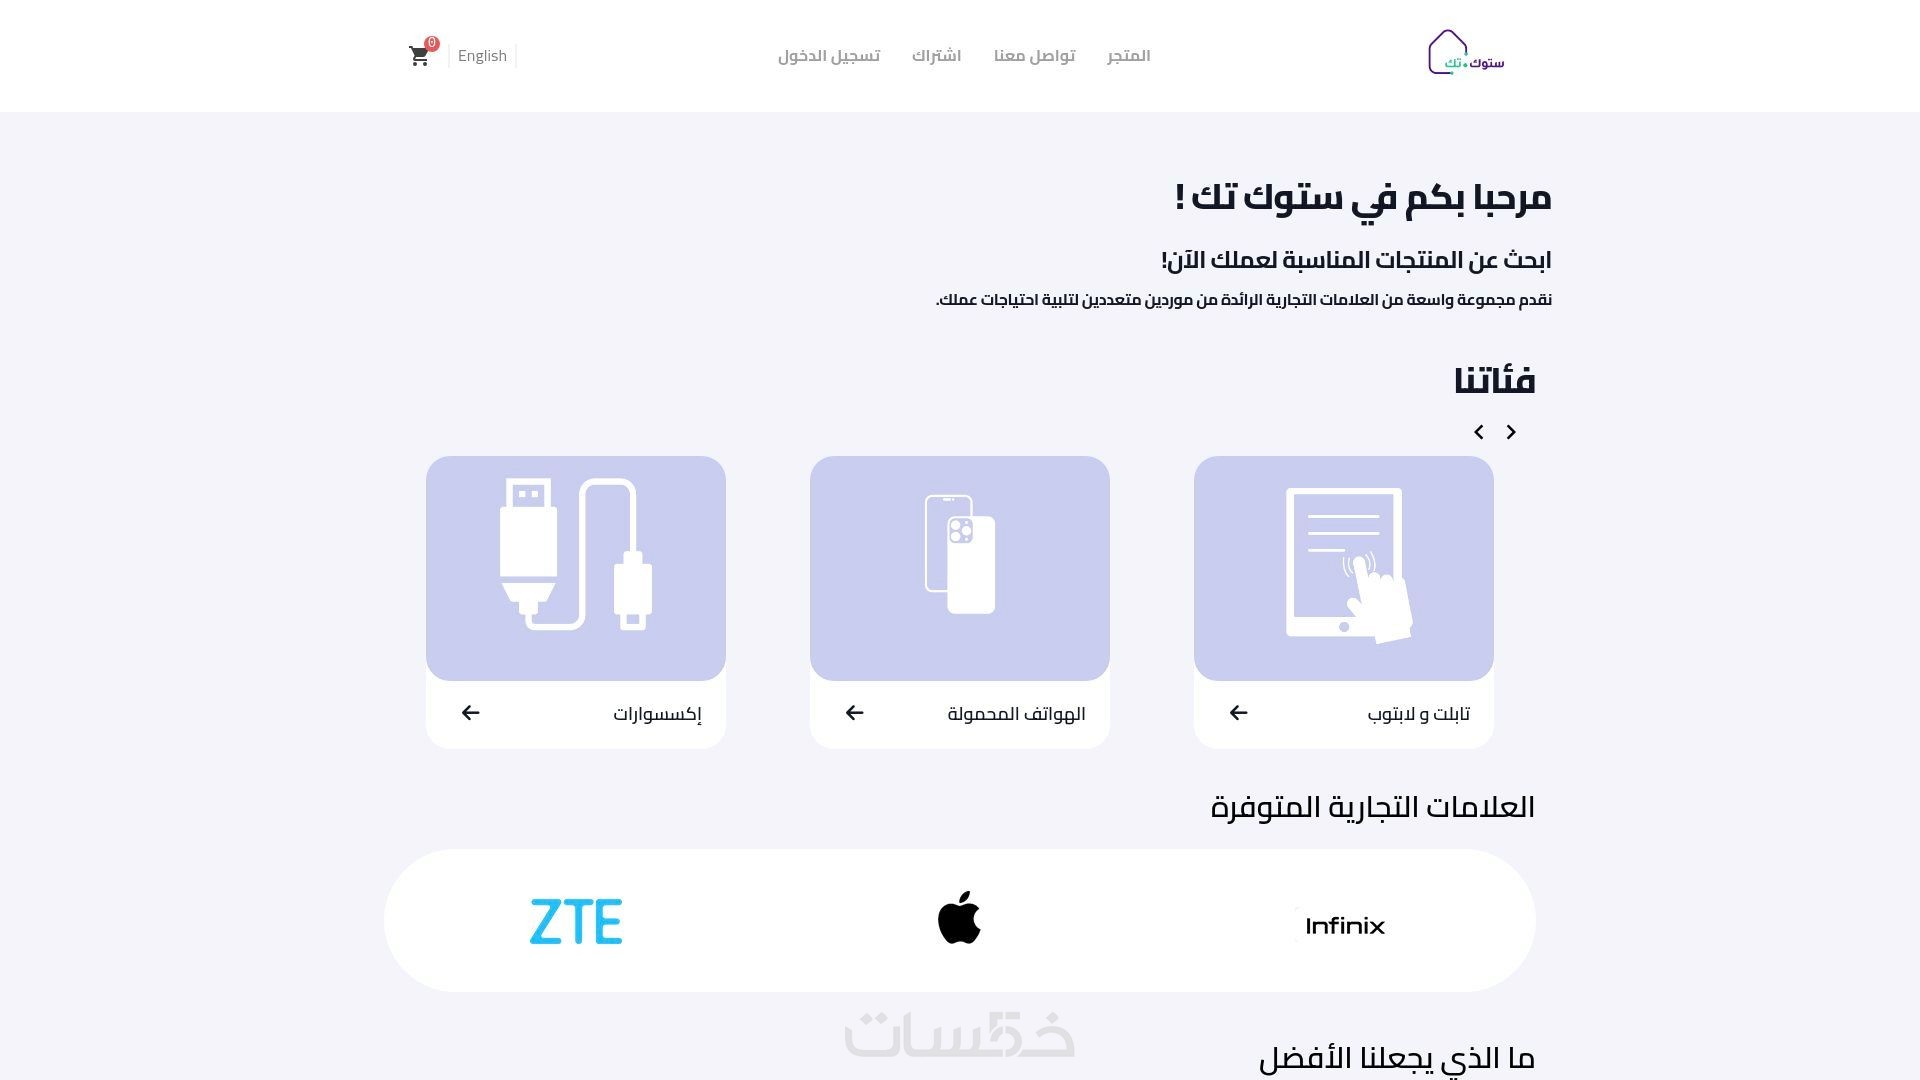 ستوك تك
المتجر
تواصل معنا
اشتراك
تسجيل الدخول
English
0
مرحبا بكم في ستوك تك !
ابحث عن المنتجات المناسبة لعملك الآن!
نقدم مجموعة واسعة من العلامات التجارية الرائدة من موردين متعددين لتلبية احتياجات عملك.
فئاتنا
تابلت و لابتوب
الهواتف المحمولة
إكسسوارات
العلامات التجارية المتوفرة
Infinix
ZTE
خمسات
ما الذي يجعلنا الأفضل